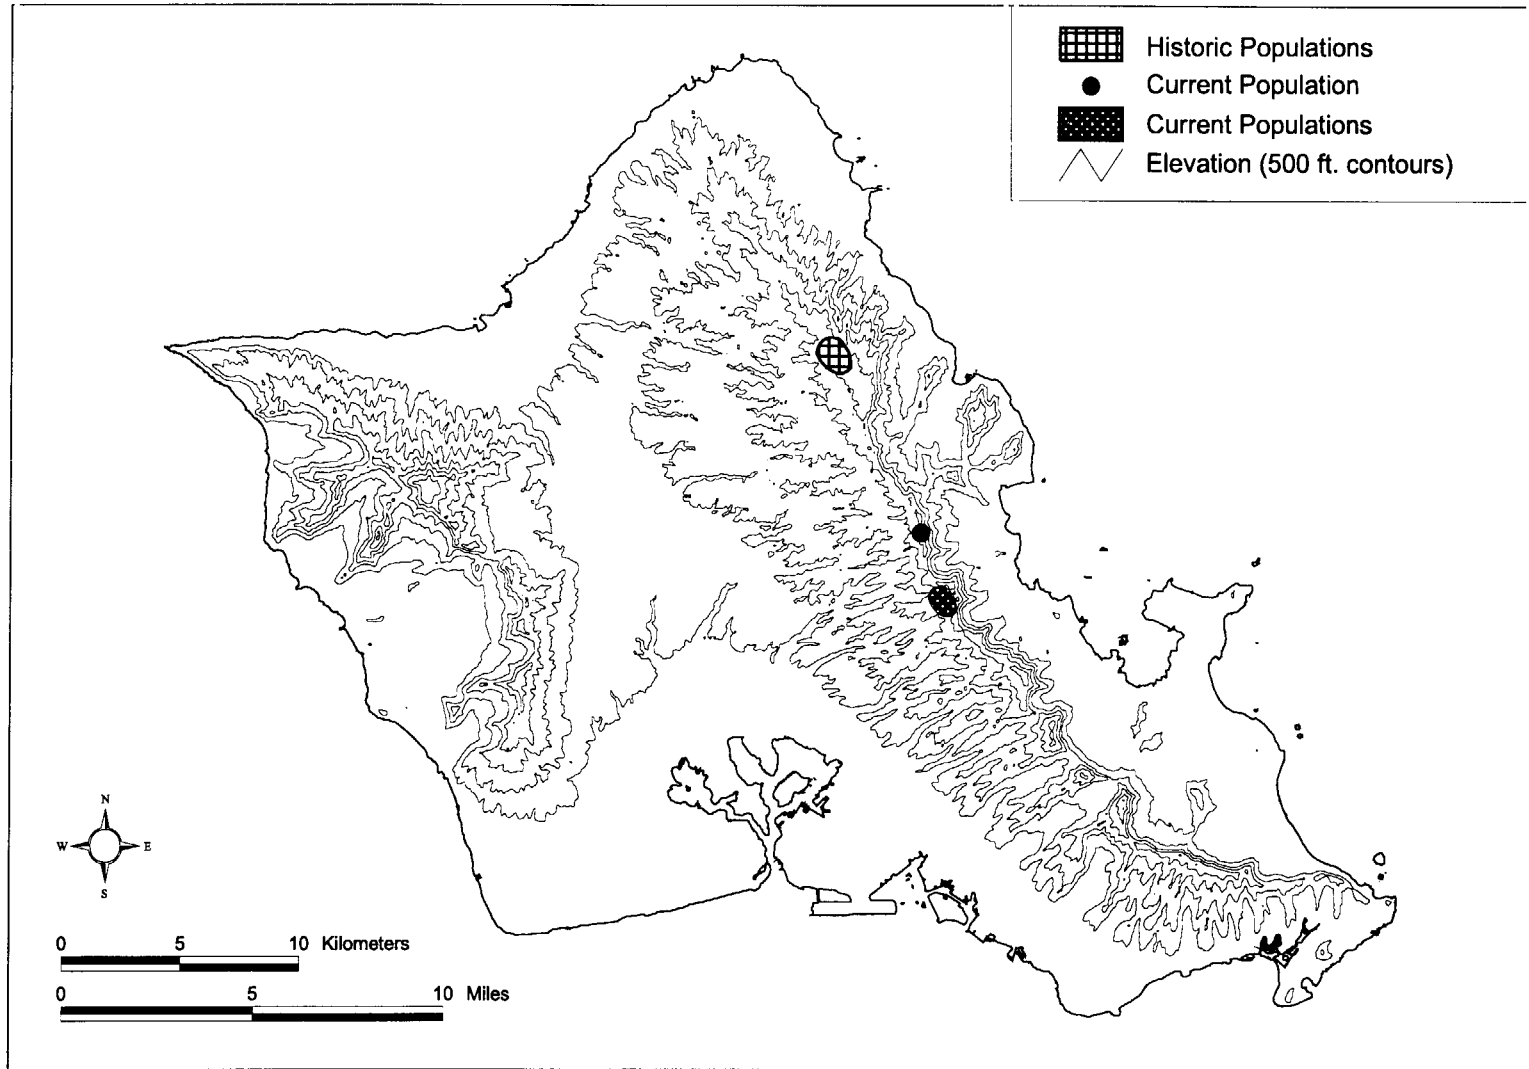 Historic Populations
Current Population
Current Populations
Elevation (500 ft. contours)
N
W E
S
0 5 10 Kilometers
0 5 10 Miles